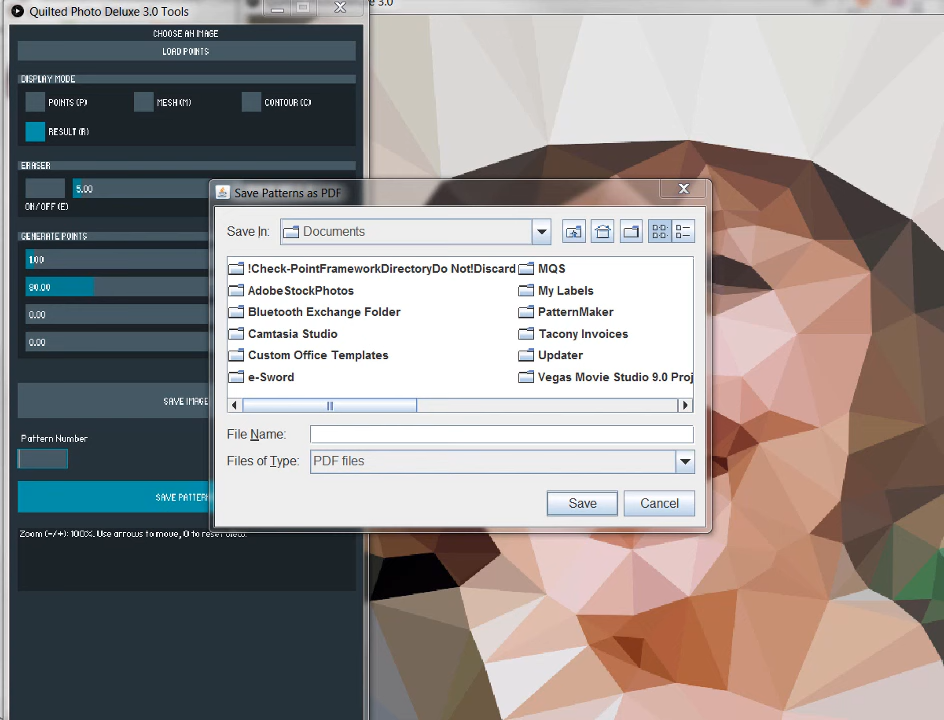 Quilted Photo Deluxe 3.0 Tools
3.0
CHOOSE AN IMAGE
LOAD POINTS
DISPLAY MODE
POINTS (P)
MESH (M)
CONTOUR (C)
RESULT (R)
ERASER
5.00
ON/OFF (E)
GENERATE POINTS
1.00
80.00
0.00
0.00
SAVE IMAGE
Pattern Number
SAVE PATTERN
Zoom (-/+): 100%. Use arrows to move, 0 to reset view.
Save Patterns as PDF
Save In:
Documents
!Check-PointFrameworkDirectoryDo Not!Discard
AdobeStockPhotos
Bluetooth Exchange Folder
Camtasia Studio
Custom Office Templates
e-Sword
MQS
My Labels
PatternMaker
Tacony Invoices
Updater
Vegas Movie Studio 9.0 Proj
File Name:
Files of Type:
PDF files
Save
Cancel